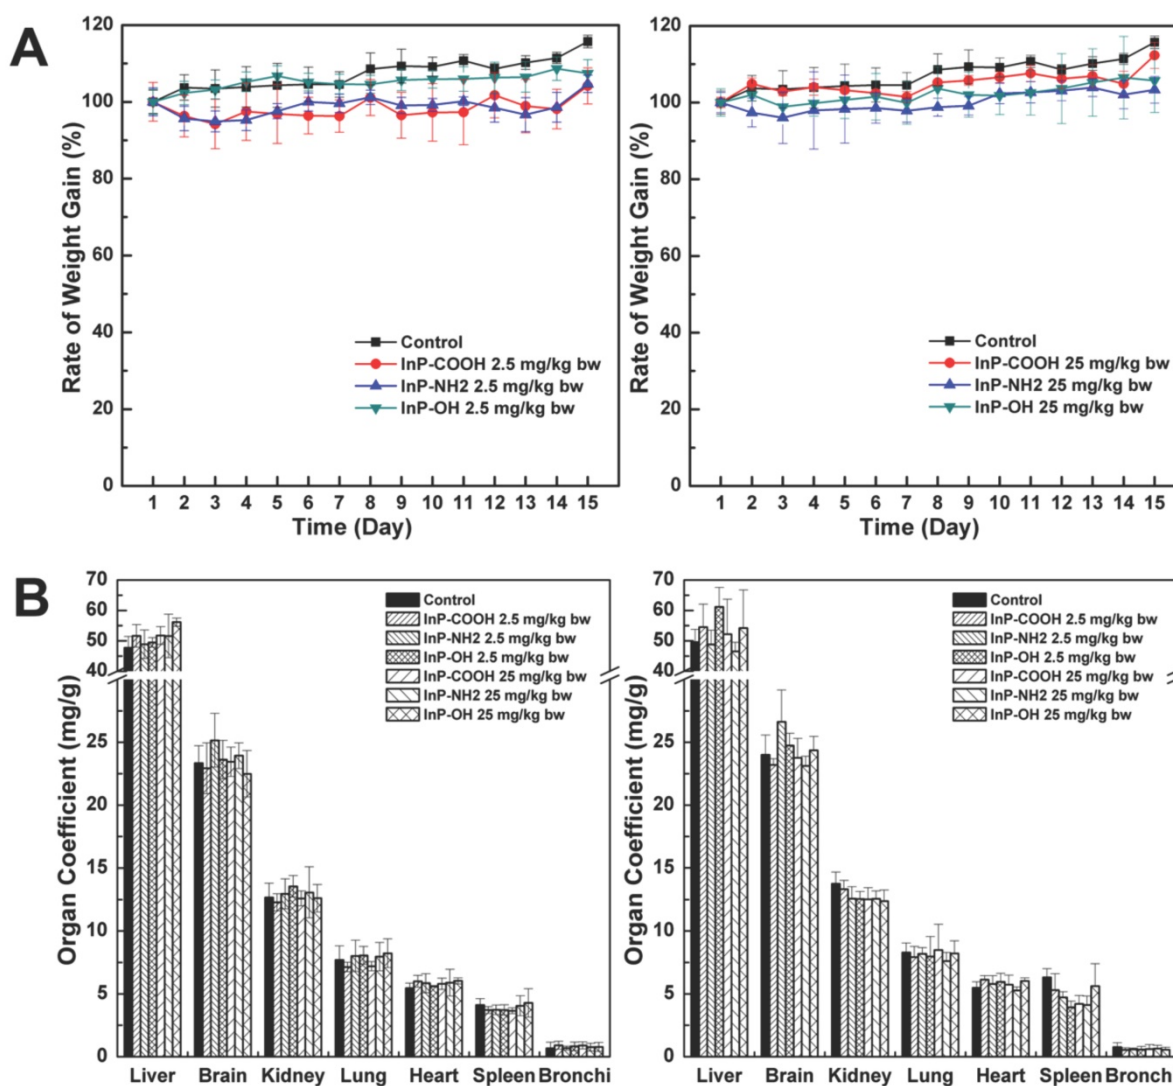 A
Rate of Weight Gain (%)
120
100
80
60
40
20
0
Control
InP-COOH 2.5 mg/kg bw
InP-NH2 2.5 mg/kg bw
InP-OH 2.5 mg/kg bw
1 2 3 4 5 6 7 8 9 10 11 12 13 14 15
Time (Day)
Rate of Weight Gain (%)
120
100
80
60
40
20
0
Control
InP-COOH 25 mg/kg bw
InP-NH2 25 mg/kg bw
InP-OH 25 mg/kg bw
1 2 3 4 5 6 7 8 9 10 11 12 13 14 15
Time (Day)
B
Organ Coefficient (mg/g)
70
60
50
40
25
20
15
10
5
0
Control
InP-COOH 2.5 mg/kg bw
InP-NH2 2.5 mg/kg bw
InP-OH 2.5 mg/kg bw
InP-COOH 25 mg/kg bw
InP-NH2 25 mg/kg bw
InP-OH 25 mg/kg bw
Liver Brain Kidney Lung Heart Spleen Bronchi
Organ Coefficient (mg/g)
70
60
50
40
25
20
15
10
5
0
Control
InP-COOH 2.5 mg/kg bw
InP-NH2 2.5 mg/kg bw
InP-OH 2.5 mg/kg bw
InP-COOH 25 mg/kg bw
InP-NH2 25 mg/kg bw
InP-OH 25 mg/kg bw
Liver Brain Kidney Lung Heart Spleen Bronchi